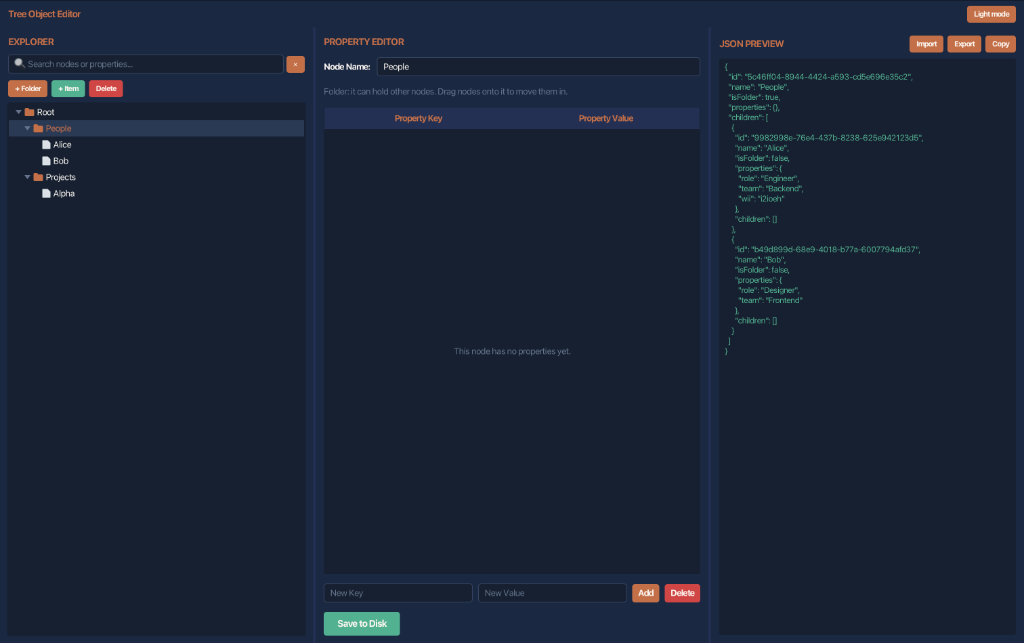 Tree Object Editor
Light mode
EXPLORER
Search nodes or properties...
×
+ Folder
+ Item
Delete
Root
People
Alice
Bob
Projects
Alpha
PROPERTY EDITOR
Node Name:
People
Folder: it can hold other nodes. Drag nodes onto it to move them in.
Property Key
Property Value
This node has no properties yet.
New Key
New Value
Add
Delete
Save to Disk
JSON PREVIEW
Import
Export
Copy
{
"id": "5c46ff04-8944-4424-a593-cd5e696e35c2",
"name": "People",
"isFolder": true,
"properties": {},
"children": [
{
"id": "9982998e-76e4-437b-8238-625e942123d5",
"name": "Alice",
"isFolder": false,
"properties": {
"role": "Engineer",
"team": "Backend",
"wii": "i2ioeh"
},
"children": []
},
{
"id": "b49d899d-68e9-4018-b77a-6007794afd37",
"name": "Bob",
"isFolder": false,
"properties": {
"role": "Designer",
"team": "Frontend"
},
"children": []
}
]
}